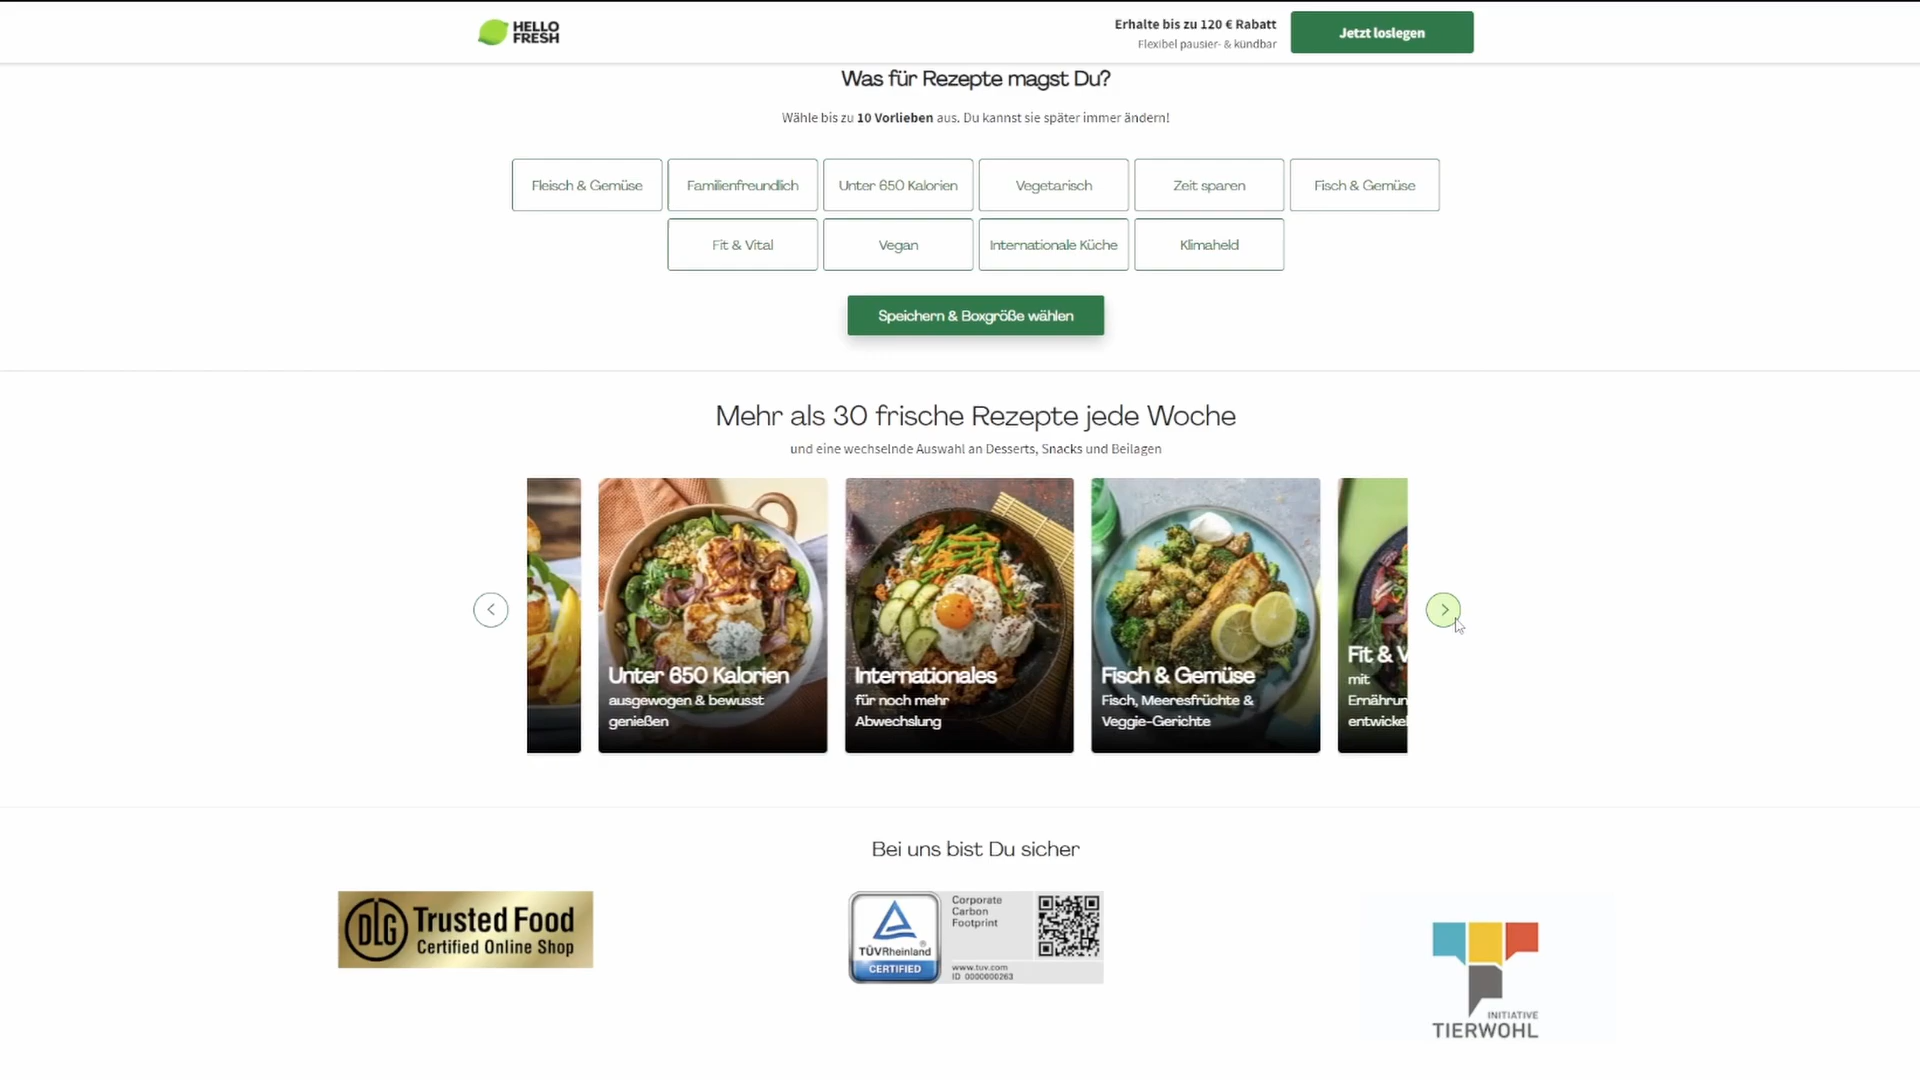 HELLO
FRESH
Erhalte bis zu 120 € Rabatt
Flexibel pausier- & kündbar
Jetzt loslegen
Was für Rezepte magst Du?
Wähle bis zu 10 Vorlieben aus. Du kannst sie später immer ändern!
Fleisch & Gemüse
Familienfreundlich
Unter 650 Kalorien
Vegetarisch
Zeit sparen
Fisch & Gemüse
Fit & Vital
Vegan
Internationale Küche
Klimaheld
Speichern & Boxgröße wählen
Mehr als 30 frische Rezepte jede Woche
und eine wechselnde Auswahl an Desserts, Snacks und Beilagen
Unter 650 Kalorien
ausgewogen & bewusst
genießen
Internationales
für noch mehr
Abwechslung
Fisch & Gemüse
Fisch, Meeresfrüchte &
Veggie-Gerichte
Fit & V
mit
Ernährun
entwickel
Bei uns bist Du sicher
DLG
Trusted Food
Certified Online Shop
TÜVRheinland®
CERTIFIED
Corporate
Carbon
Footprint
www.tuv.com
ID 0000000263
INITIATIVE
TIERWOHL